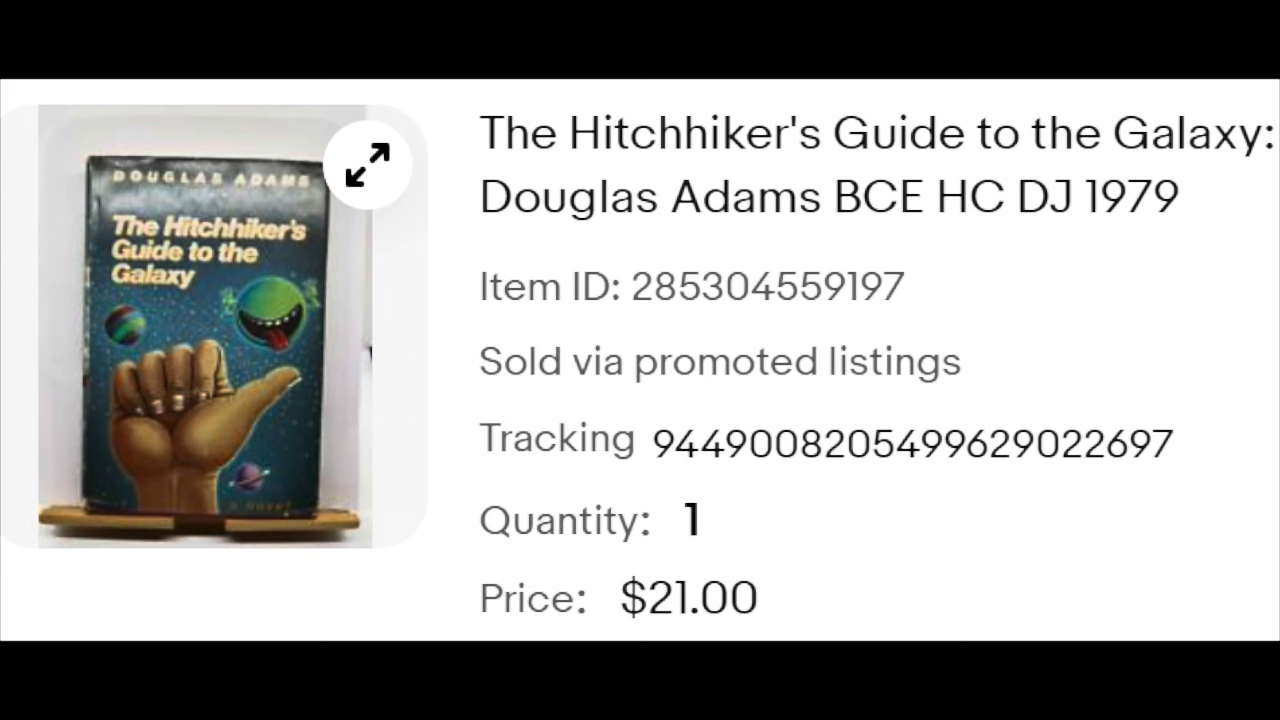 DOUGLAS ADAMS
The Hitchhiker's
Guide to the
Galaxy
a novel
The Hitchhiker's Guide to the Galaxy:
Douglas Adams BCE HC DJ 1979
Item ID: 285304559197
Sold via promoted listings
Tracking 9449008205499629022697
Quantity: 1
Price: $21.00